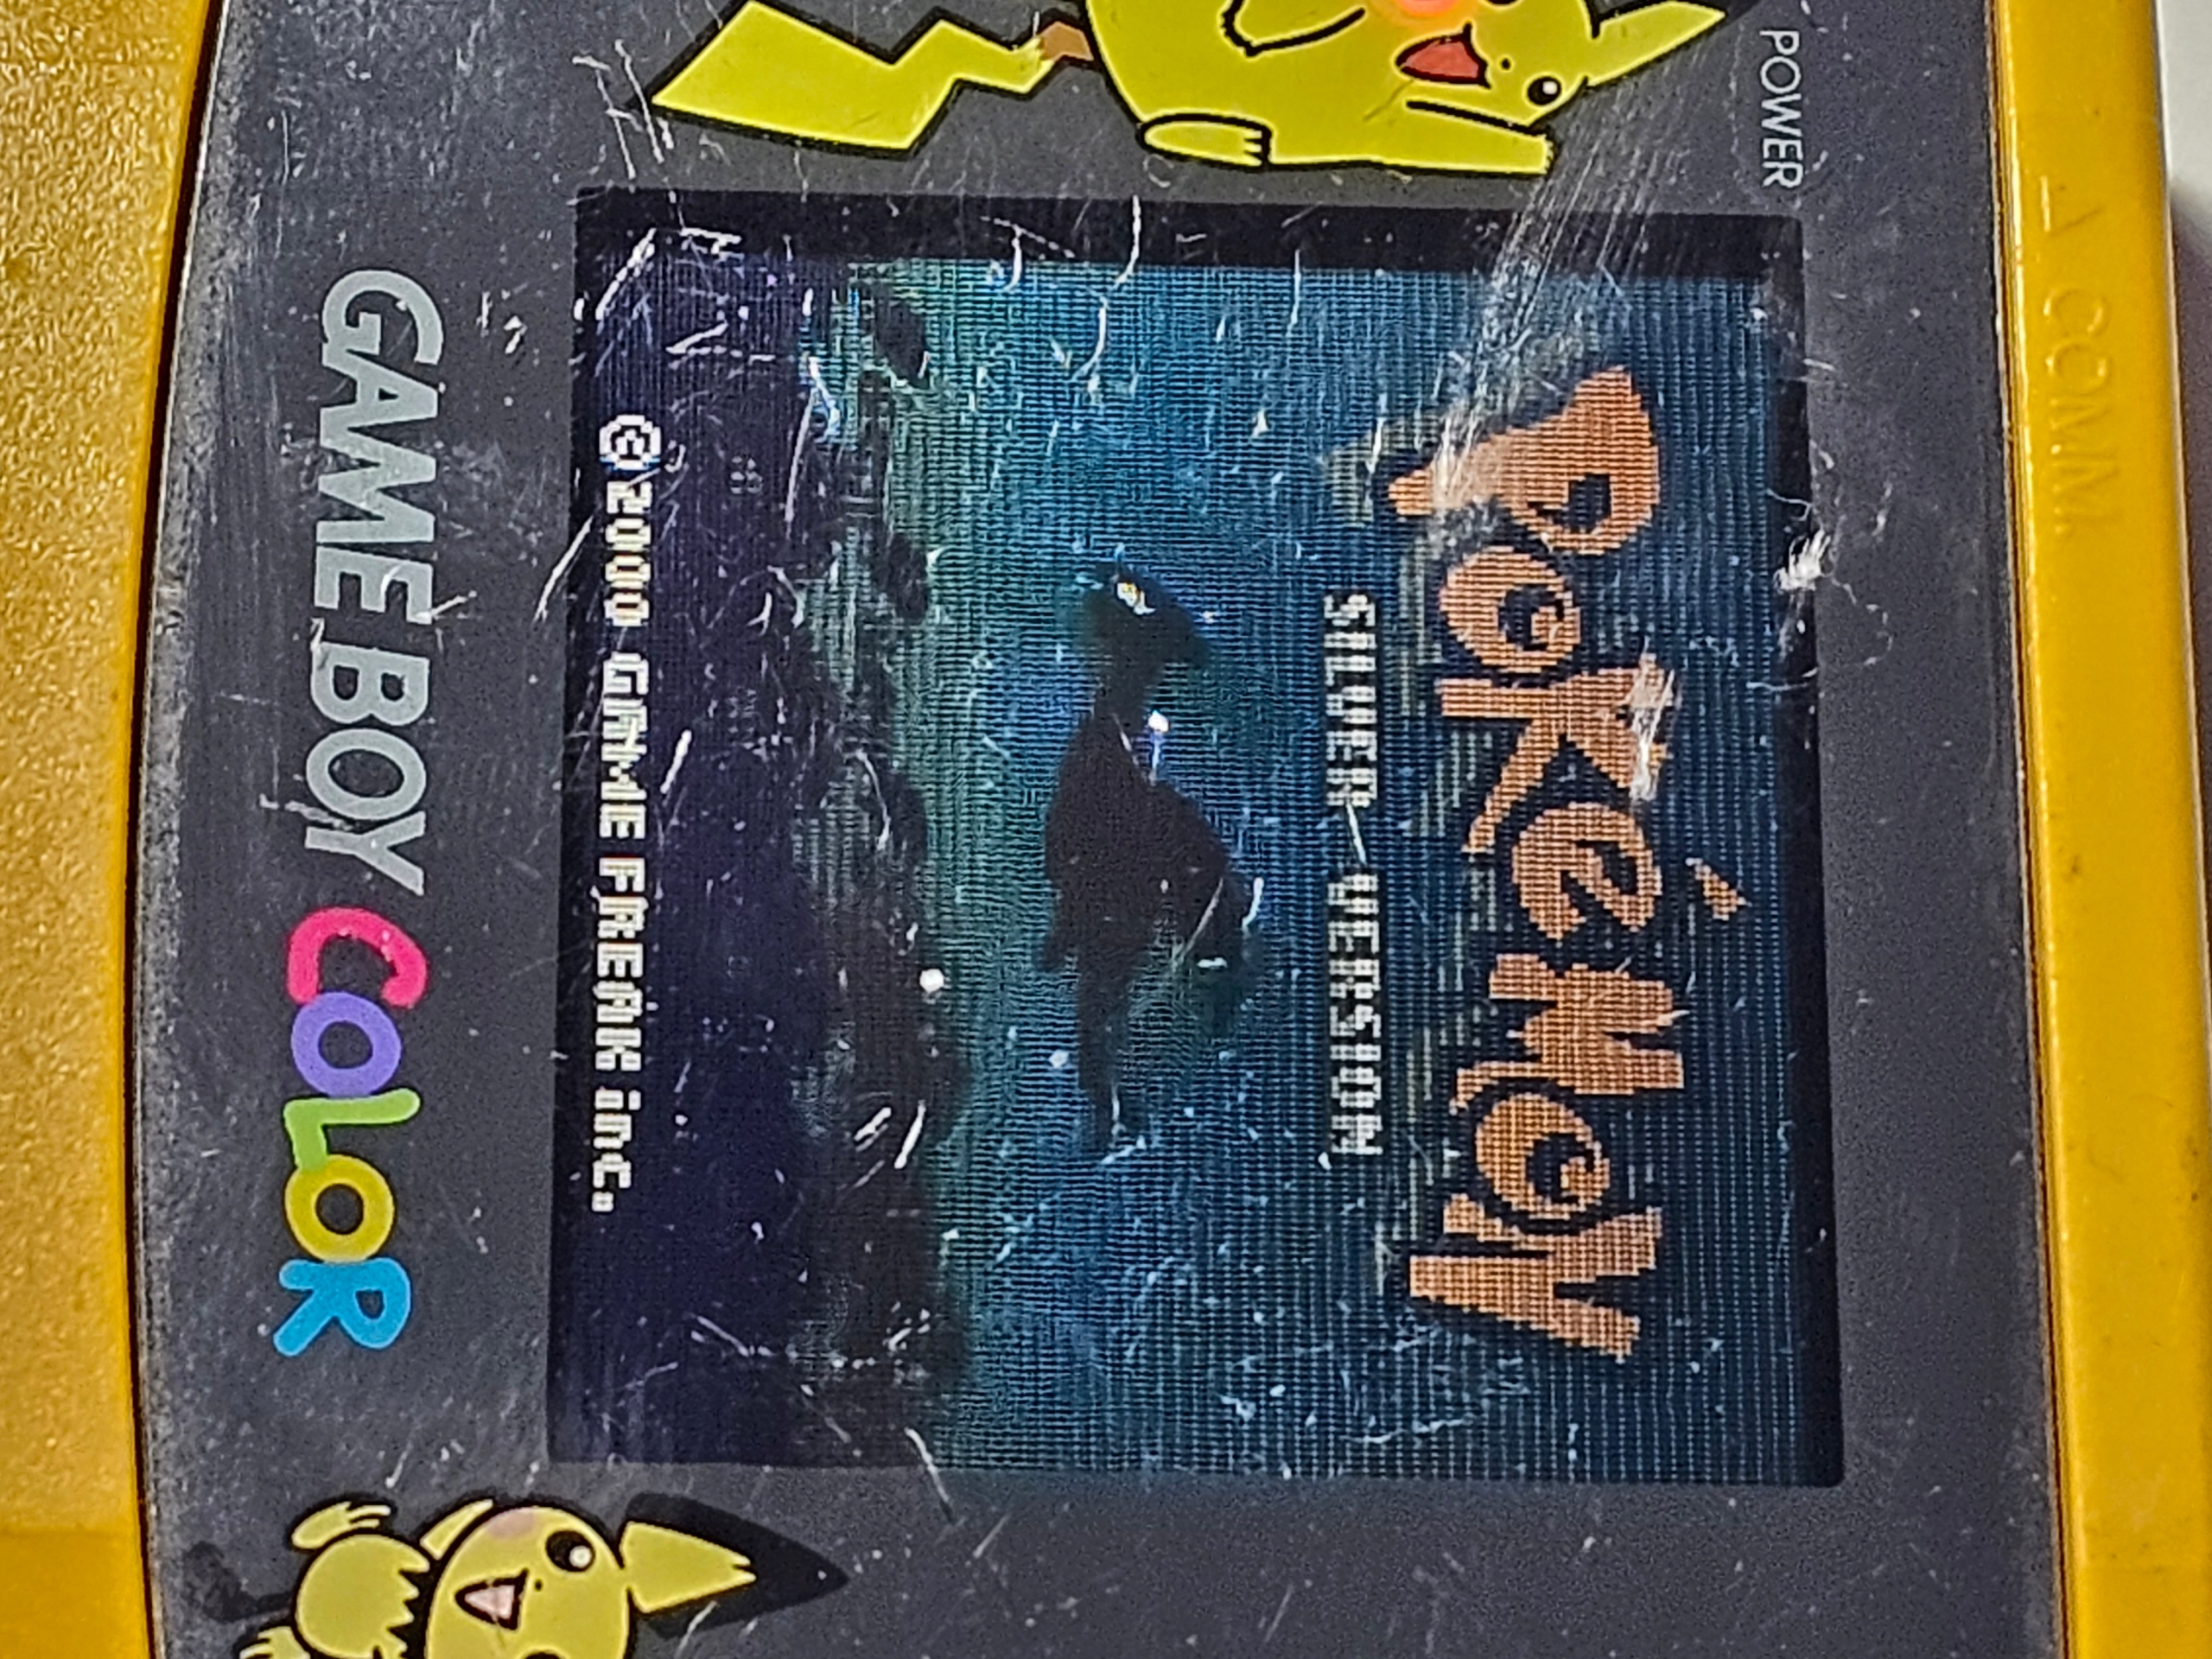 POWER
COMM.
Pokémon
SILVER VERSION
©2000 GAME FREAK inc.
GAME BOY COLOR